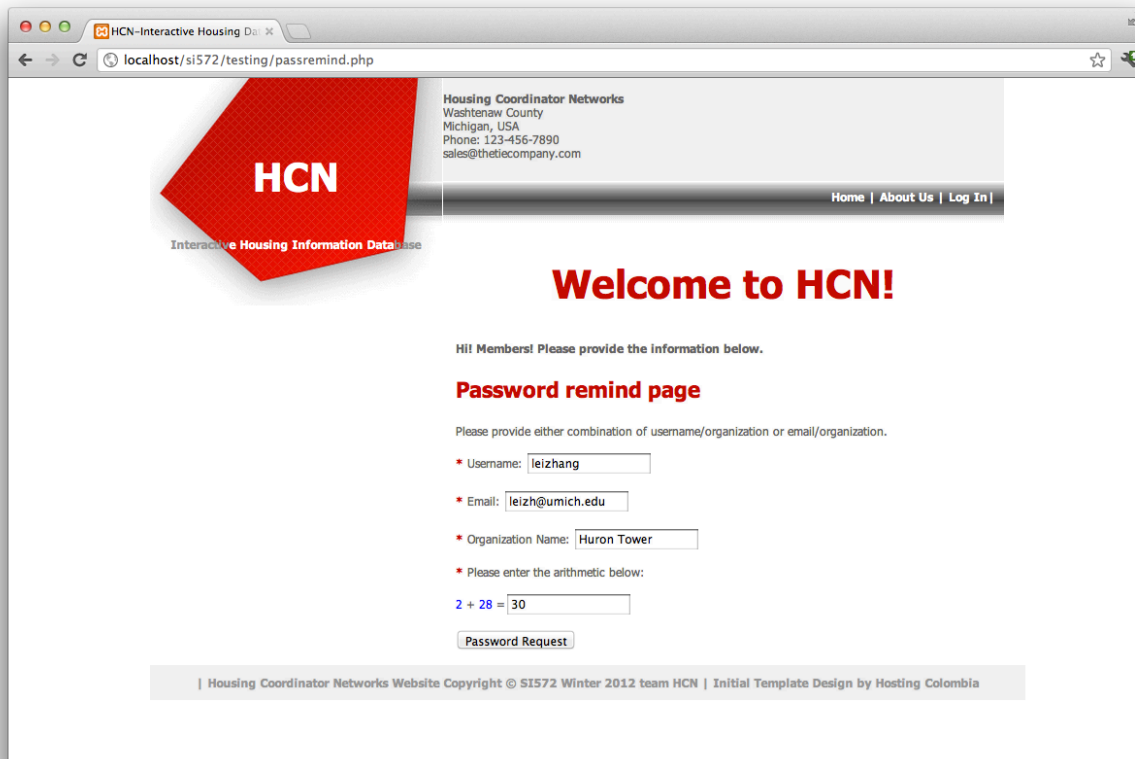 HCN-Interactive Housing Da
localhost/si572/testing/passremind.php
Housing Coordinator Networks
Washtenaw County
Michigan, USA
Phone: 123-456-7890
sales@thetiecompany.com
HCN
Home | About Us | Log In|
Interactive Housing Information Database
Welcome to HCN!
Hi! Members! Please provide the information below.
Password remind page
Please provide either combination of username/organization or email/organization.
* Username: leizhang
* Email: leizh@umich.edu
* Organization Name: Huron Tower
* Please enter the arithmetic below:
2 + 28 = 30
Password Request
| Housing Coordinator Networks Website Copyright © SI572 Winter 2012 team HCN | Initial Template Design by Hosting Colombia